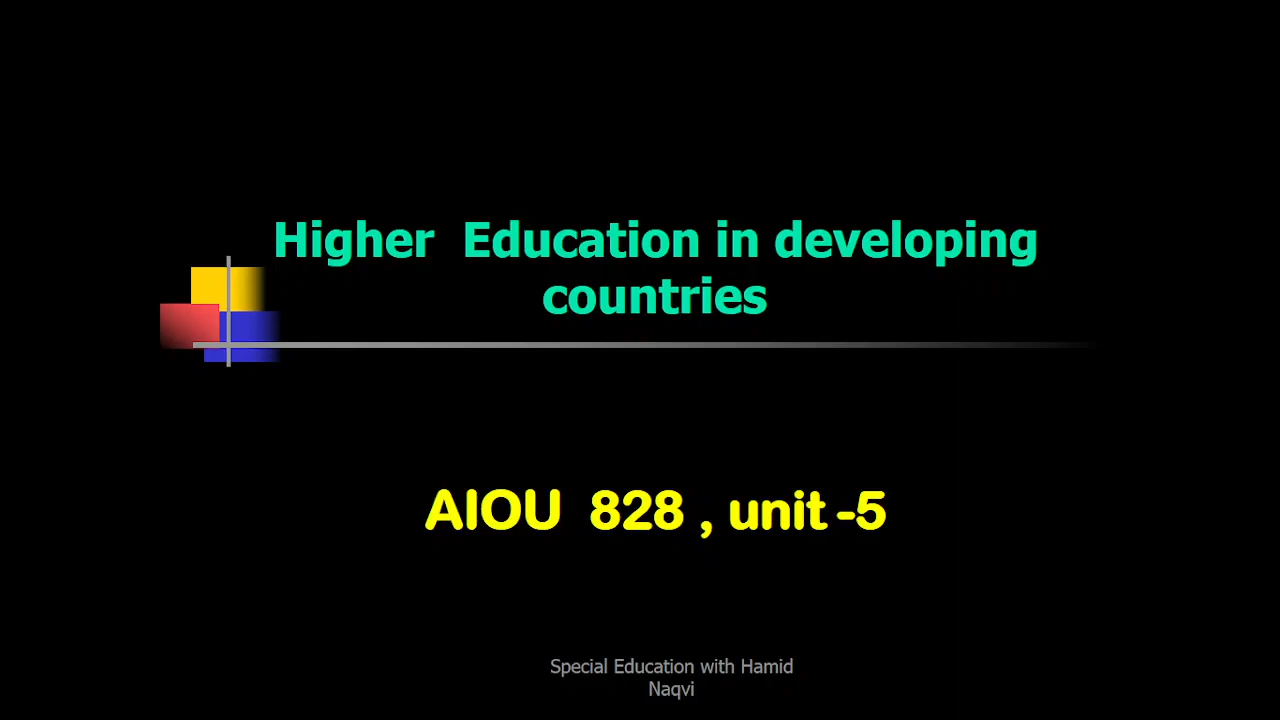 Higher  Education in developing
countries
AIOU  828 , unit -5
Special Education with Hamid
Naqvi